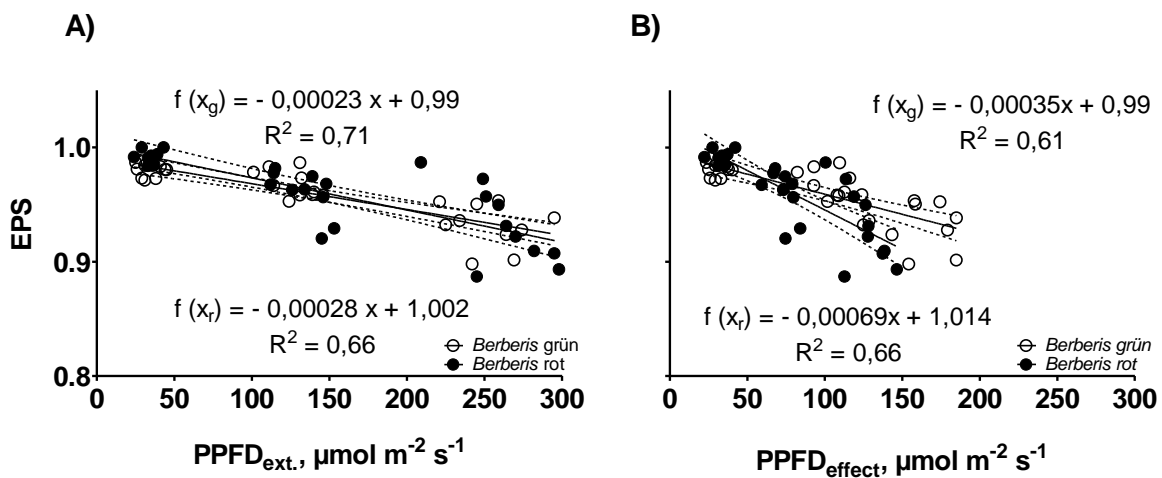 A)
f (x_g) = - 0,00023 x + 0,99
R² = 0,71
EPS
1.0
0.9
0.8
f (x_r) = - 0,00028 x + 1,002
R² = 0,66
Berberis grün
Berberis rot
0 50 100 150 200 250 300
PPFD_ext., µmol m⁻² s⁻¹
B)
f (x_g) = - 0,00035x + 0,99
R² = 0,61
f (x_r) = - 0,00069x + 1,014
R² = 0,66
Berberis grün
Berberis rot
0 50 100 150 200 250 300
PPFD_effect, µmol m⁻² s⁻¹